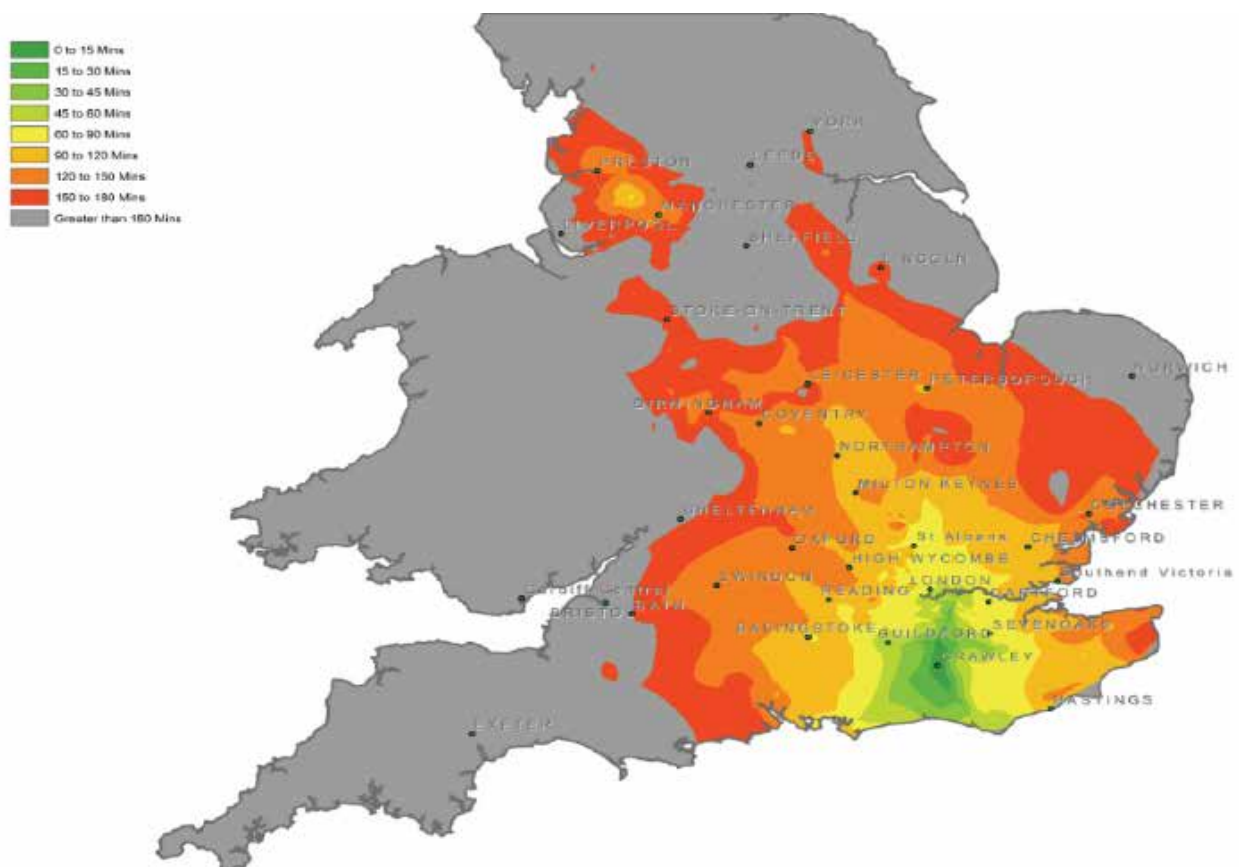 0 to 15 Mins
15 to 30 Mins
30 to 45 Mins
45 to 60 Mins
60 to 90 Mins
90 to 120 Mins
120 to 150 Mins
150 to 180 Mins
Greater than 180 Mins
YORK
LEEDS
PRESTON
MANCHESTER
LIVERPOOL
SHEFFIELD
LINCOLN
STOKE-ON-TRENT
NORWICH
LEICESTER
PETERBOROUGH
BIRMINGHAM
COVENTRY
NORTHAMPTON
MILTON KEYNES
CHELTENHAM
COLCHESTER
OXFORD
St Albans
CHELMSFORD
HIGH WYCOMBE
Southend Victoria
SWINDON
LONDON
Cardiff Central
READING
DARTFORD
BRISTOL
BATH
BASINGSTOKE
GUILDFORD
SEVENOAKS
CRAWLEY
HASTINGS
EXETER